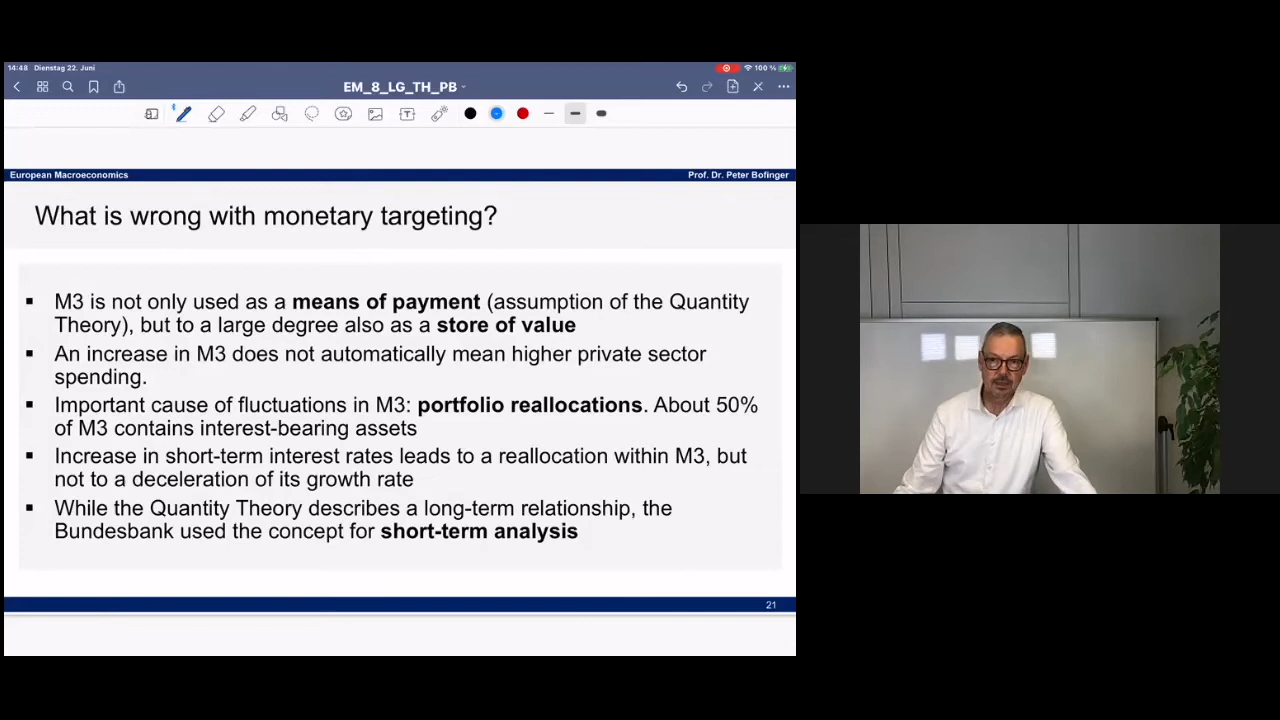 14:48 Dienstag 22. Juni
100 %
EM_8_LG_TH_PB
European Macroeconomics
Prof. Dr. Peter Bofinger
What is wrong with monetary targeting?
▪ M3 is not only used as a means of payment (assumption of the Quantity
Theory), but to a large degree also as a store of value
▪ An increase in M3 does not automatically mean higher private sector
spending.
▪ Important cause of fluctuations in M3: portfolio reallocations. About 50%
of M3 contains interest-bearing assets
▪ Increase in short-term interest rates leads to a reallocation within M3, but
not to a deceleration of its growth rate
▪ While the Quantity Theory describes a long-term relationship, the
Bundesbank used the concept for short-term analysis
21